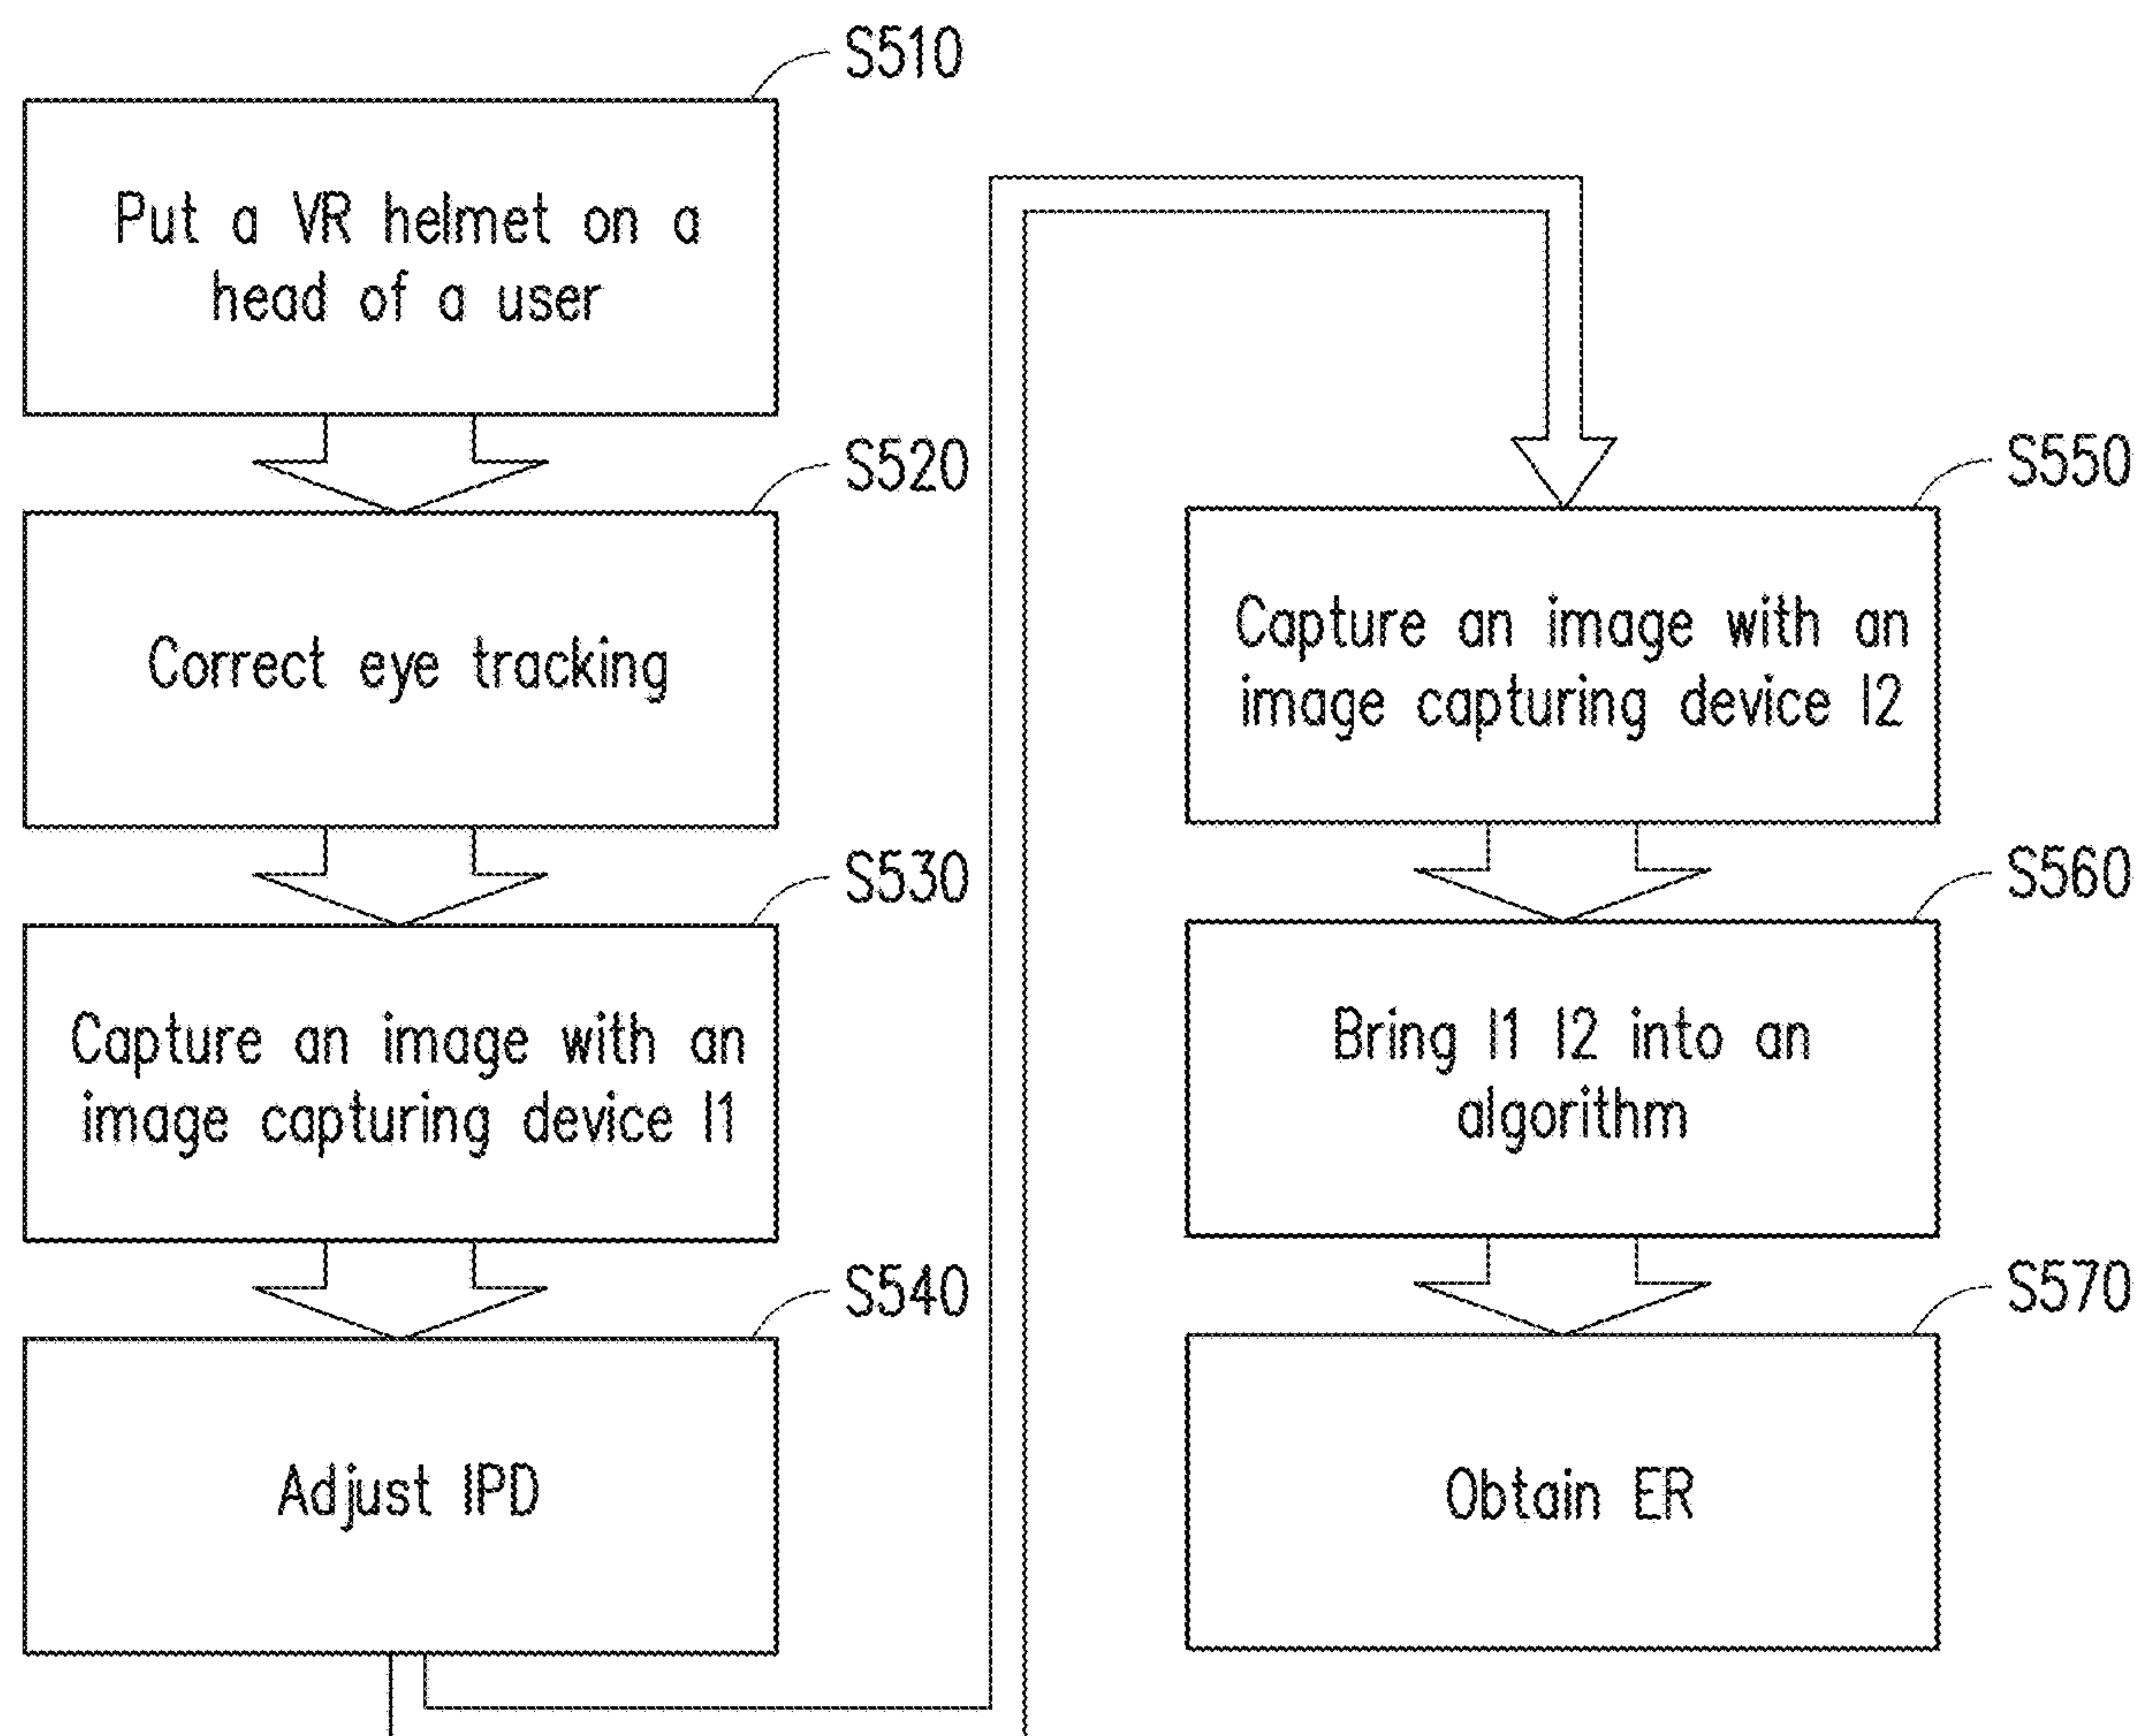 S510
Put a VR helmet on a
head of a user
S520
Correct eye tracking
S530
Capture an image with an
image capturing device I1
S540
Adjust IPD
S550
Capture an image with an
image capturing device I2
S560
Bring I1 I2 into an
algorithm
S570
Obtain ER